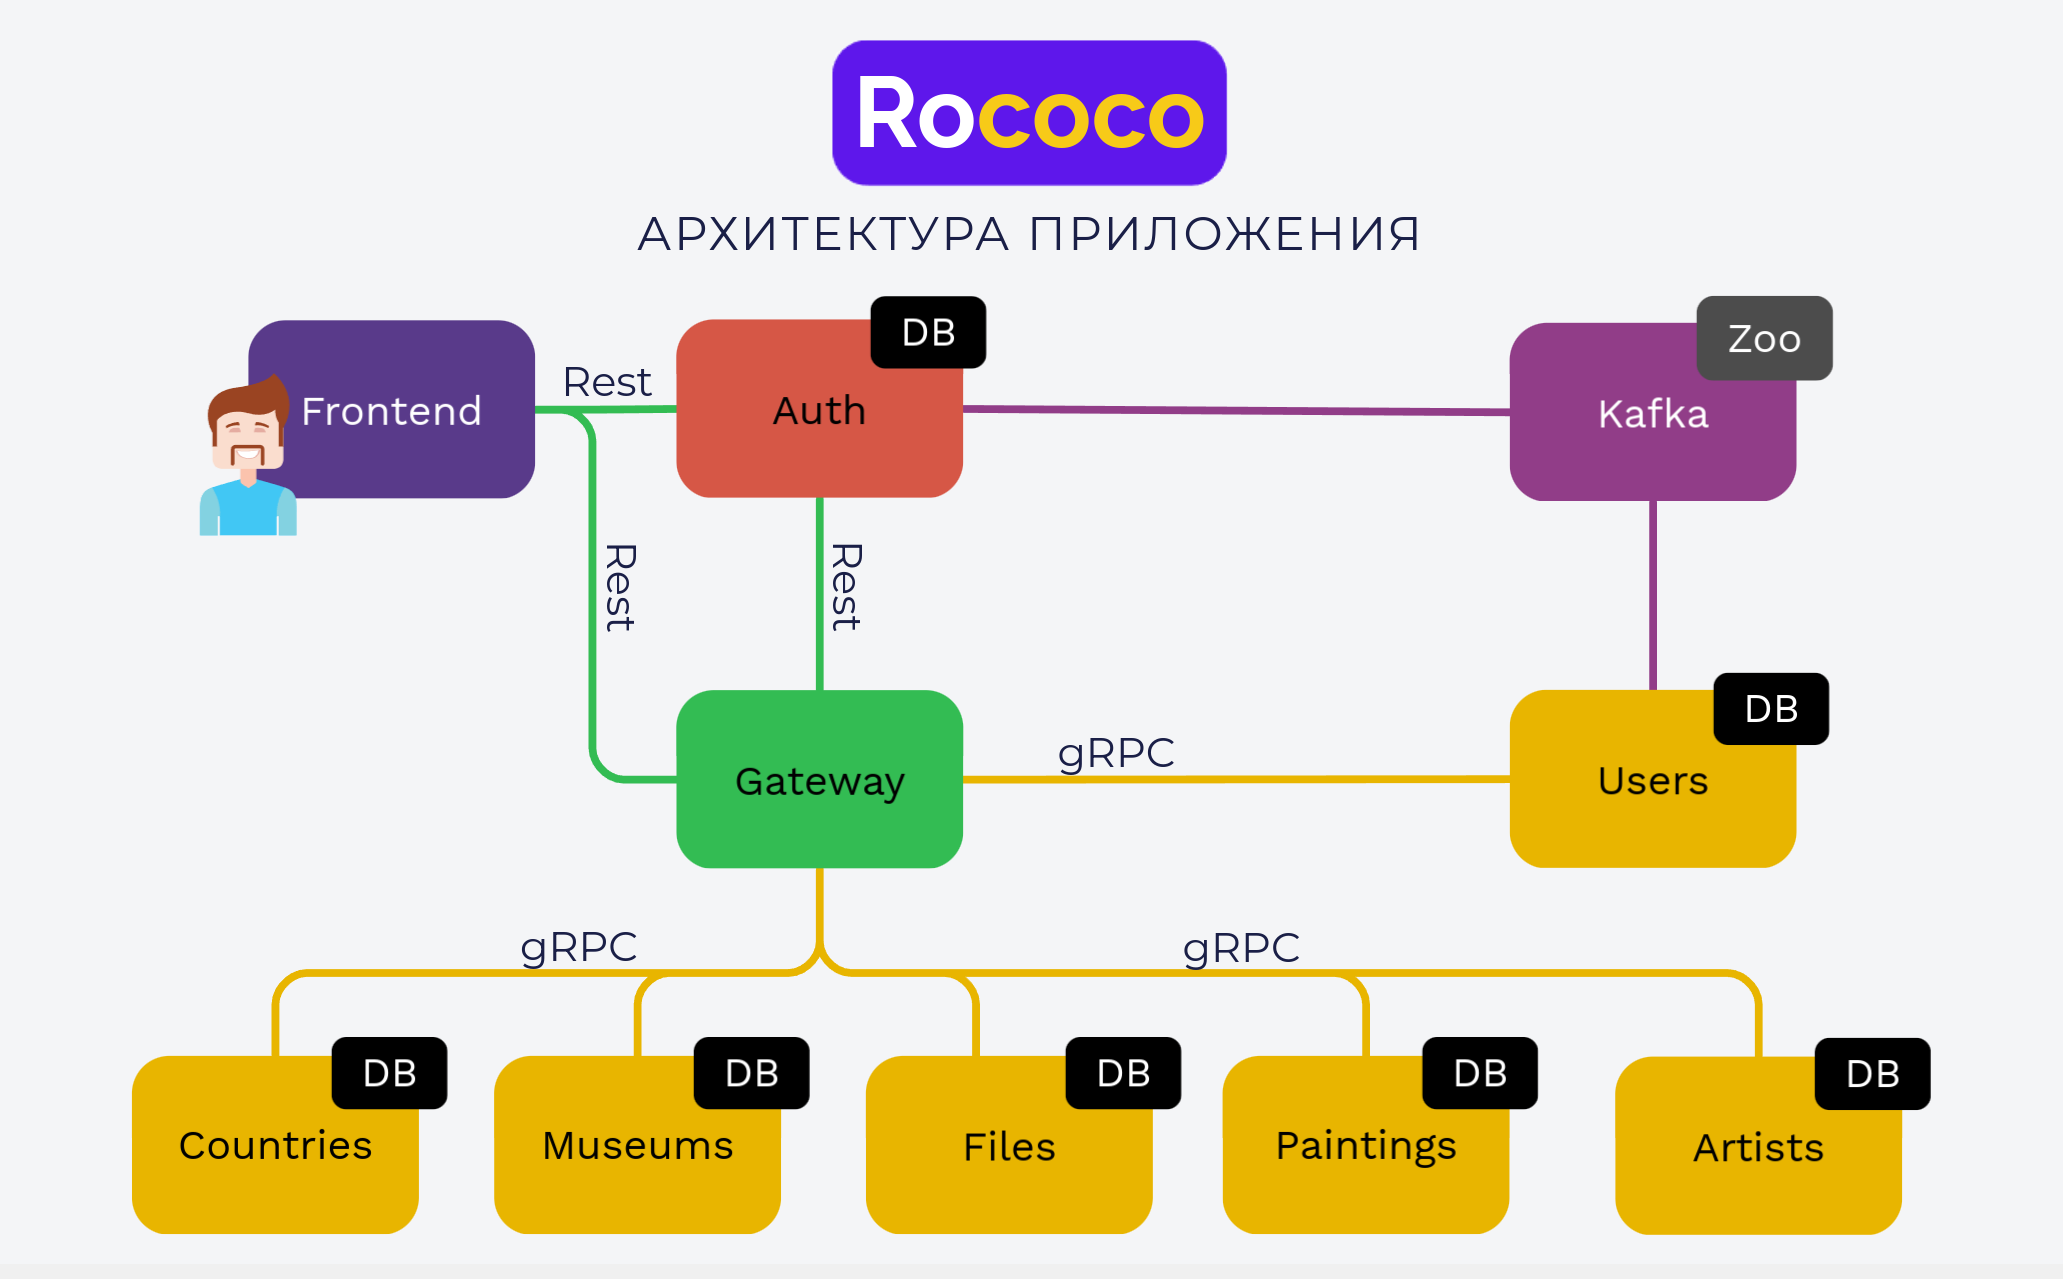 Rococo
АРХИТЕКТУРА ПРИЛОЖЕНИЯ
Frontend
Rest
Auth
DB
Kafka
Zoo
Rest
Rest
Gateway
gRPC
Users
DB
gRPC
gRPC
Countries
DB
Museums
DB
Files
DB
Paintings
DB
Artists
DB